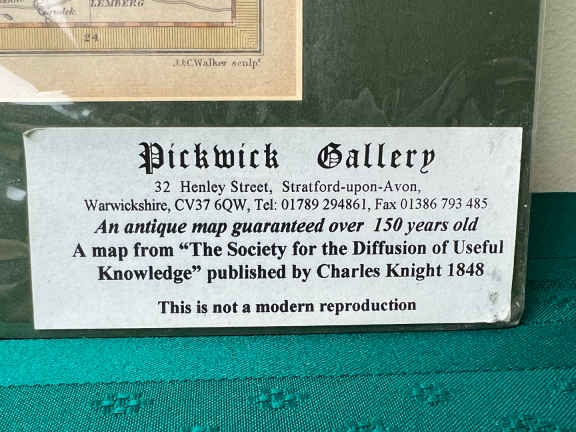 LEMBERG
24
J.&C.Walker sculpt
Pickwick Gallery
32 Henley Street, Stratford-upon-Avon,
Warwickshire, CV37 6QW, Tel: 01789 294861, Fax 01386 793 485
An antique map guaranteed over 150 years old
A map from “The Society for the Diffusion of Useful
Knowledge” published by Charles Knight 1848
This is not a modern reproduction